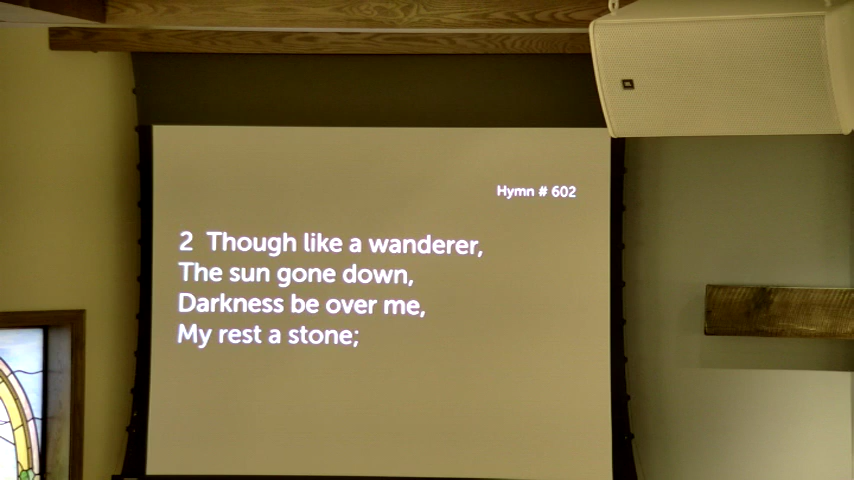 Hymn # 602
2 Though like a wanderer,
The sun gone down,
Darkness be over me,
My rest a stone;